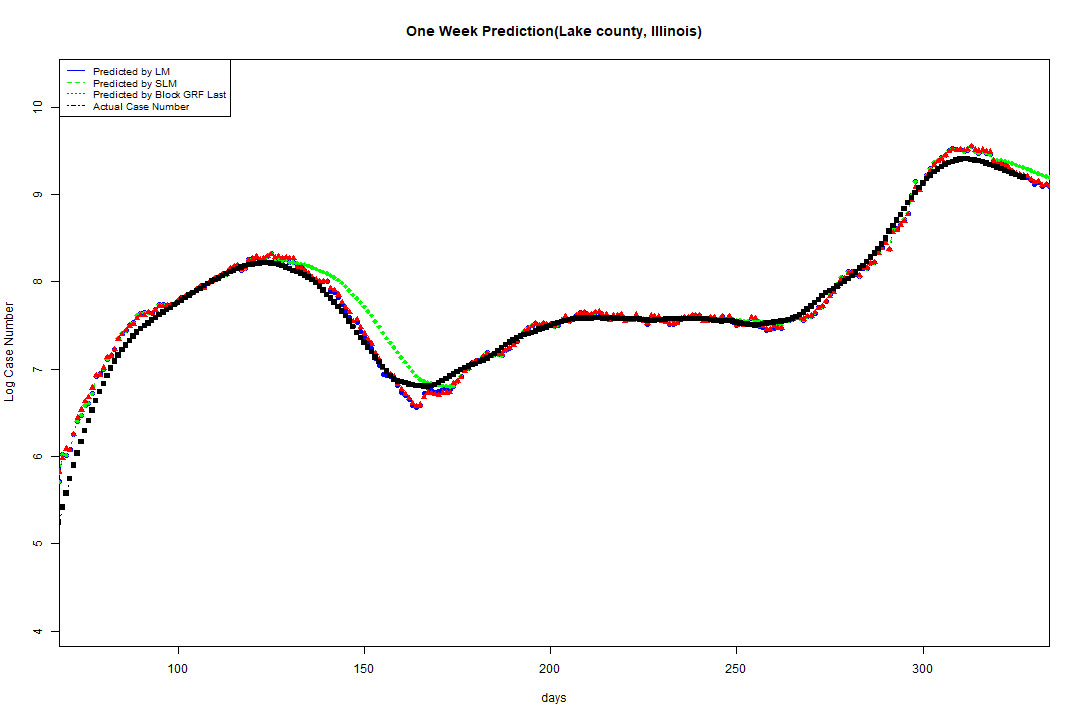 One Week Prediction(Lake county, Illinois)
Predicted by LM
Predicted by SLM
Predicted by Block GRF Last
Actual Case Number
10
9
8
7
6
5
4
Log Case Number
100
150
200
250
300
days